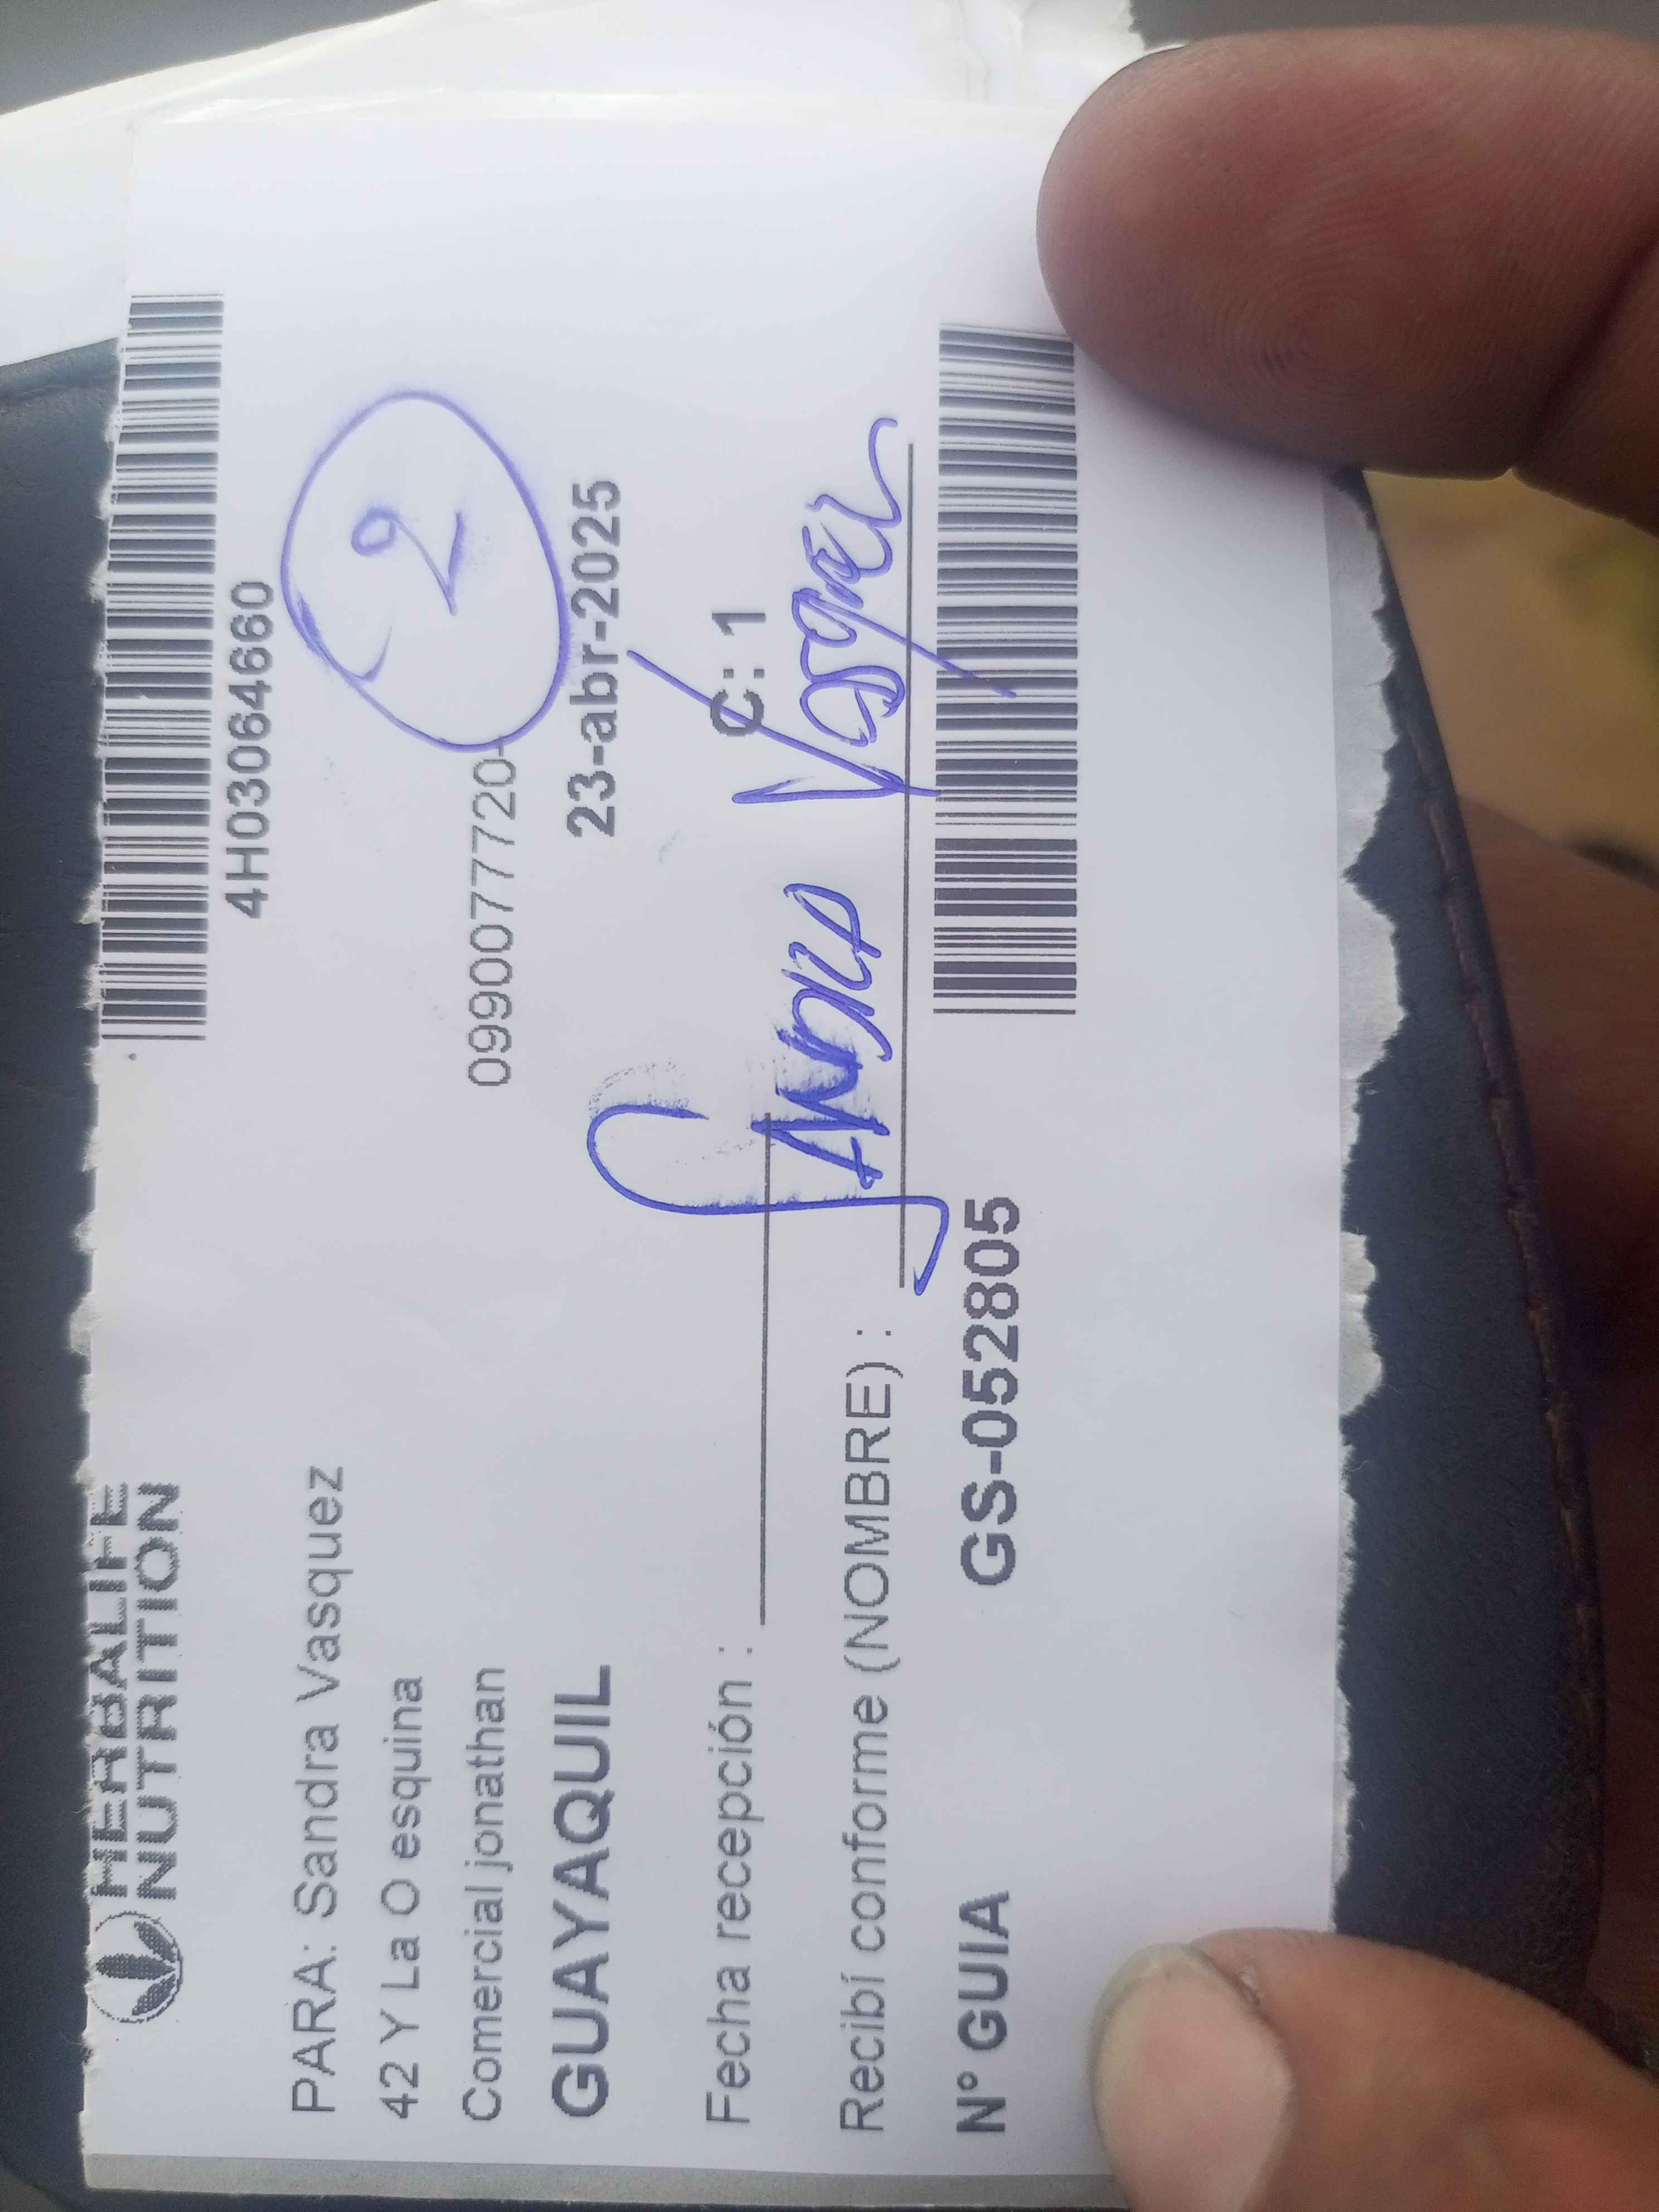 HERBALIFE
NUTRITION
4H03064660
PARA: Sandra Vasquez
42 Y La O esquina
2
Comercial jonathan
0990077720-
GUAYAQUIL
23-abr-2025
Fecha recepción :
C: 1
Recibí conforme (NOMBRE) :
Sandra Vasquez
N° GUIA
GS-052805